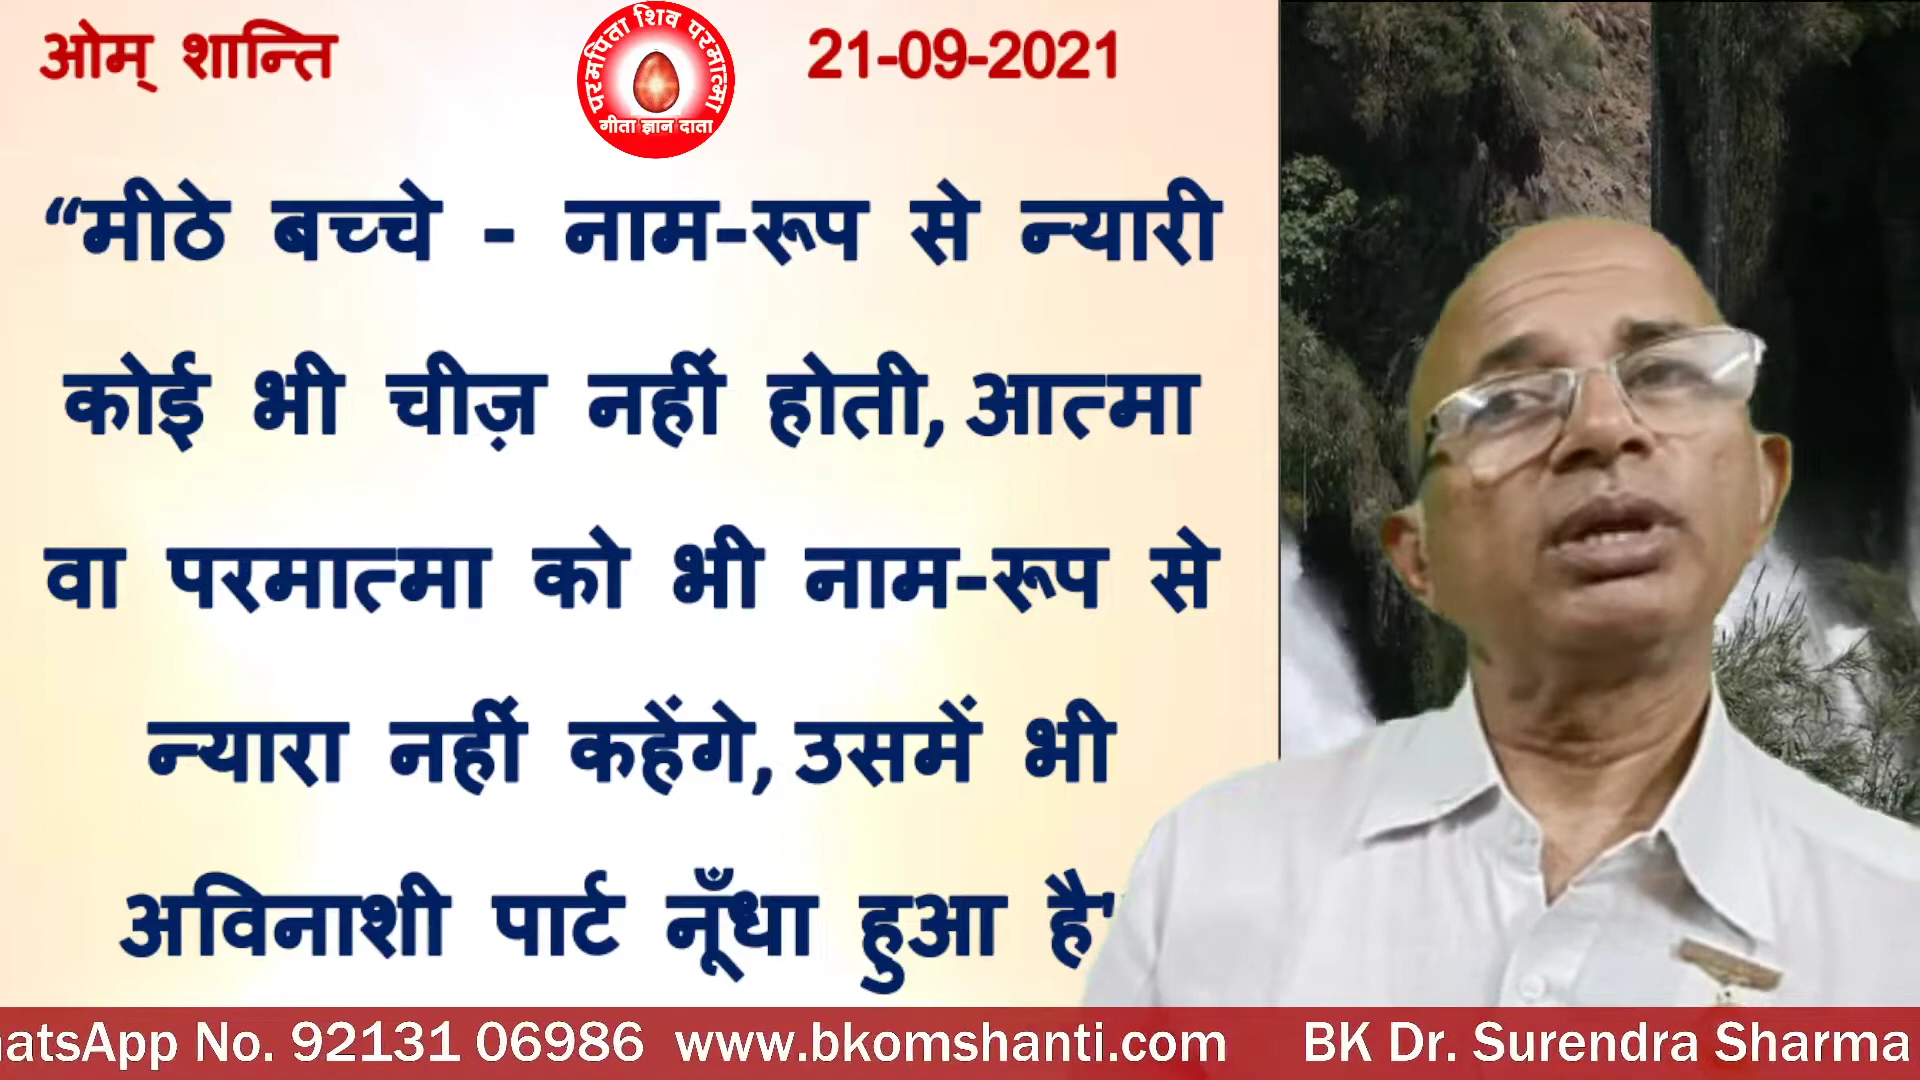 ओम् शान्ति
परमपिता शिव परमात्मा
गीता ज्ञान दाता
21-09-2021
“मीठे बच्चे - नाम-रूप से न्यारी
कोई भी चीज़ नहीं होती, आत्मा
वा परमात्मा को भी नाम-रूप से
न्यारा नहीं कहेंगे, उसमें भी
अविनाशी पार्ट नूँधा हुआ है"
hatsApp No. 92131 06986 www.bkomshanti.com BK Dr. Surendra Sharma